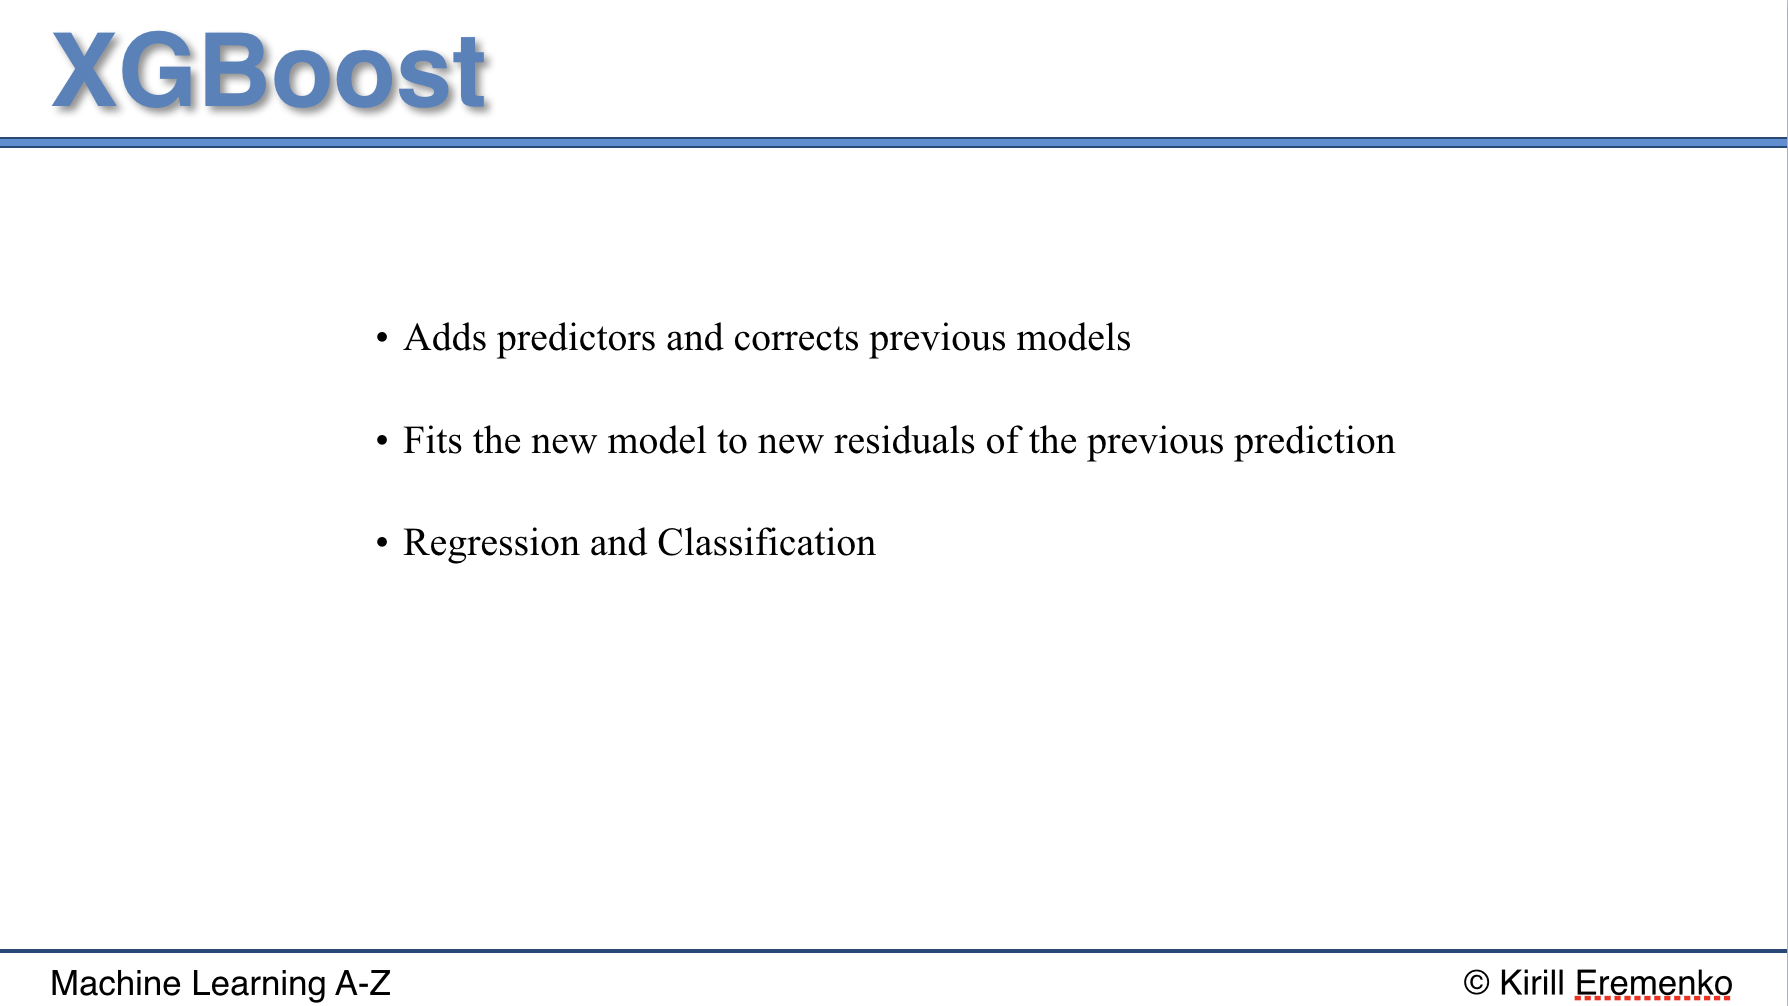 XGBoost
• Adds predictors and corrects previous models
• Fits the new model to new residuals of the previous prediction
• Regression and Classification
Machine Learning A-Z
© Kirill Eremenko